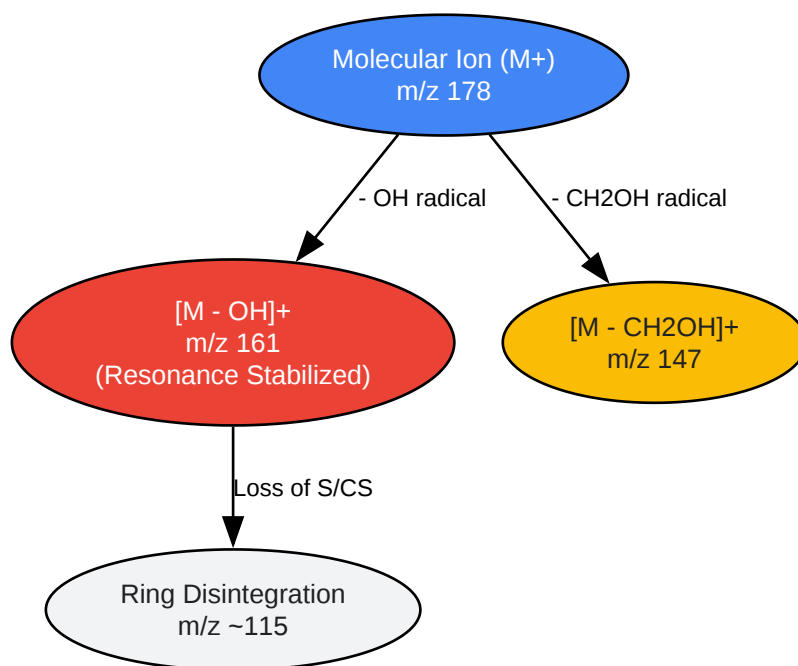 Molecular Ion (M+)
m/z 178
- OH radical
- CH2OH radical
[M - OH]+
m/z 161
(Resonance Stabilized)
[M - CH2OH]+
m/z 147
Loss of S/CS
Ring Disintegration
m/z ~115